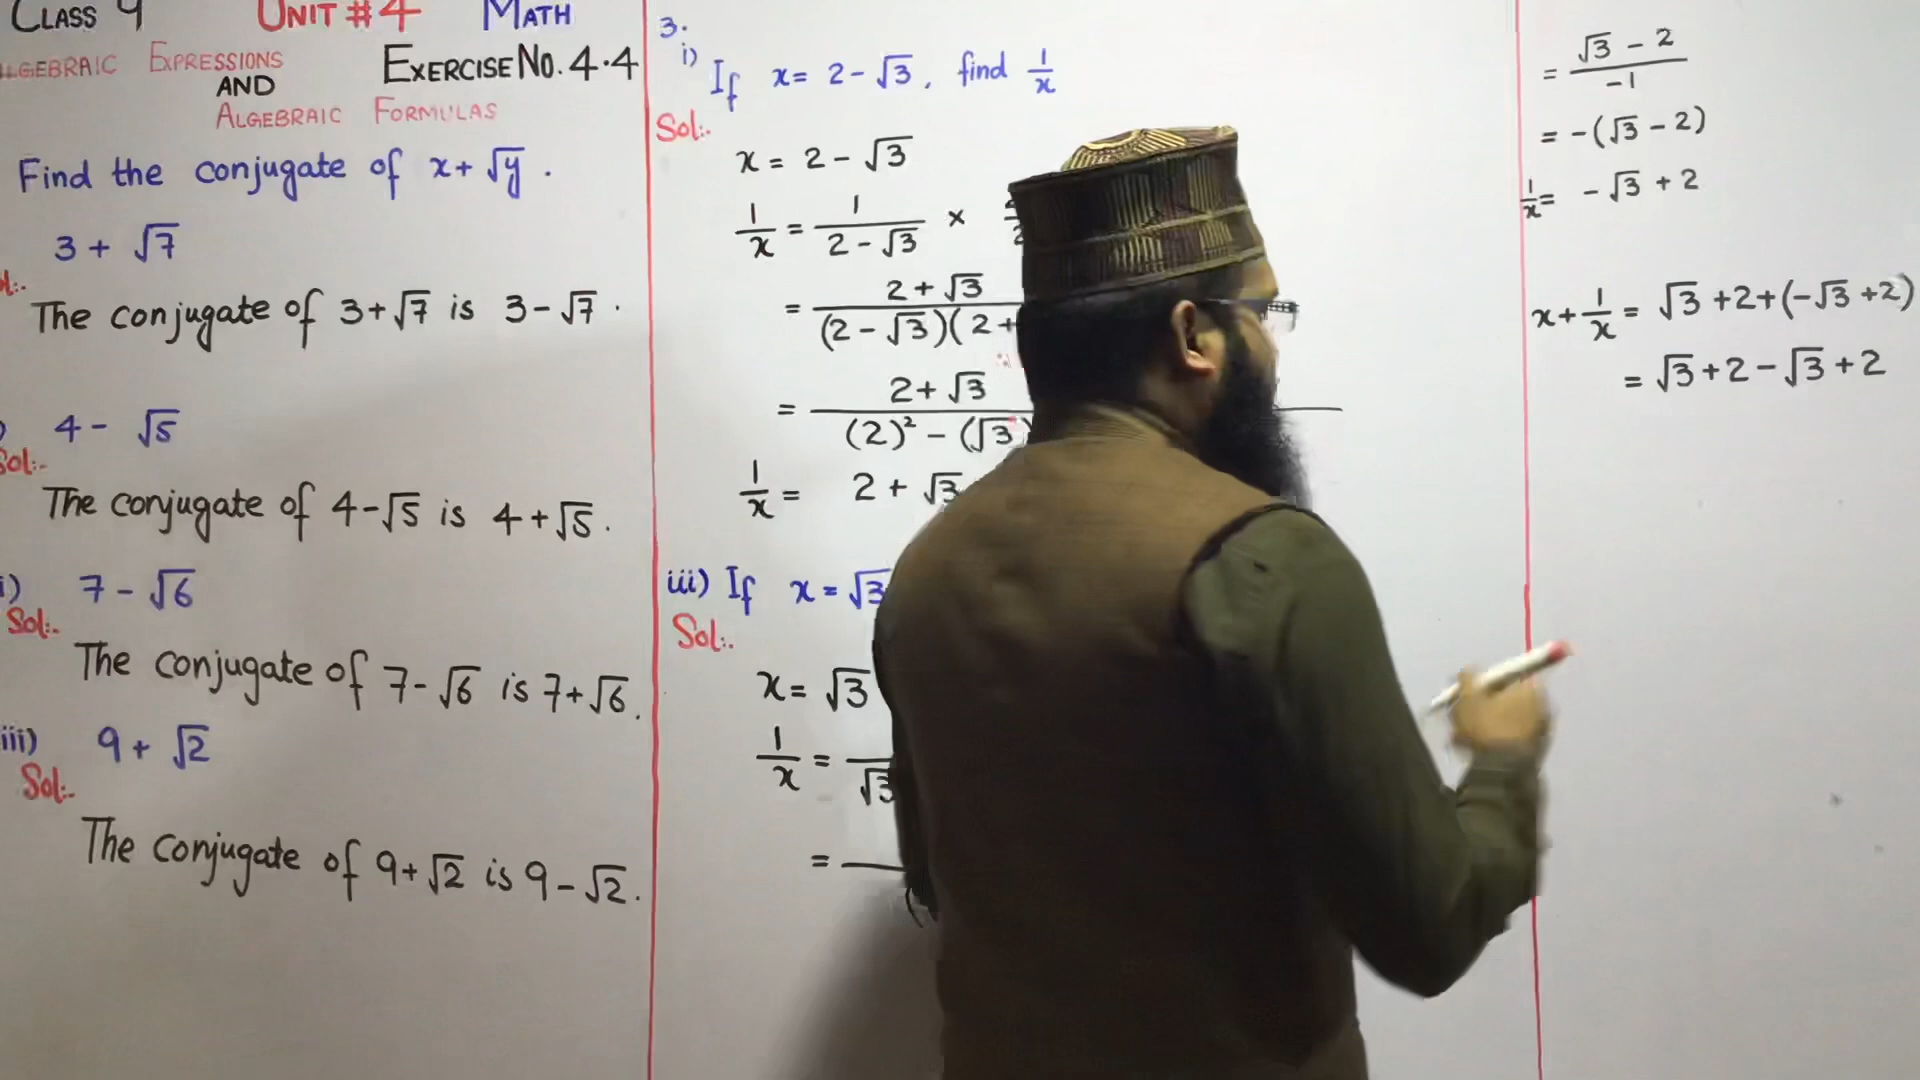 CLASS 9 UNIT # 4 MATH
ALGEBRAIC EXPRESSIONS EXERCISE NO. 4.4
AND
ALGEBRAIC FORMULAS
Find the conjugate of x + √y .
3 + √7
The conjugate of 3+√7 is 3-√7 .
4 - √5
Sol:-
The conjugate of 4-√5 is 4+√5.
7 - √6
Sol:.
The conjugate of 7-√6 is 7+√6.
iii) 9 + √2
Sol:.
The conjugate of 9+√2 is 9-√2.
3.
i) If x = 2 - √3 , find 1/x
Sol:.
x = 2 - √3
1/x = 1/(2 - √3) ×
= (2 + √3)/((2 - √3)(2 +
= (2 + √3)/((2)² - (√3)
1/x = 2 + √3
iii) If x = √3
Sol:.
x = √3
1/x = /√3
=
= (√3 - 2)/-1
= -(√3 - 2)
1/x = -√3 + 2
x + 1/x = √3 + 2 + (-√3 + 2)
= √3 + 2 - √3 + 2